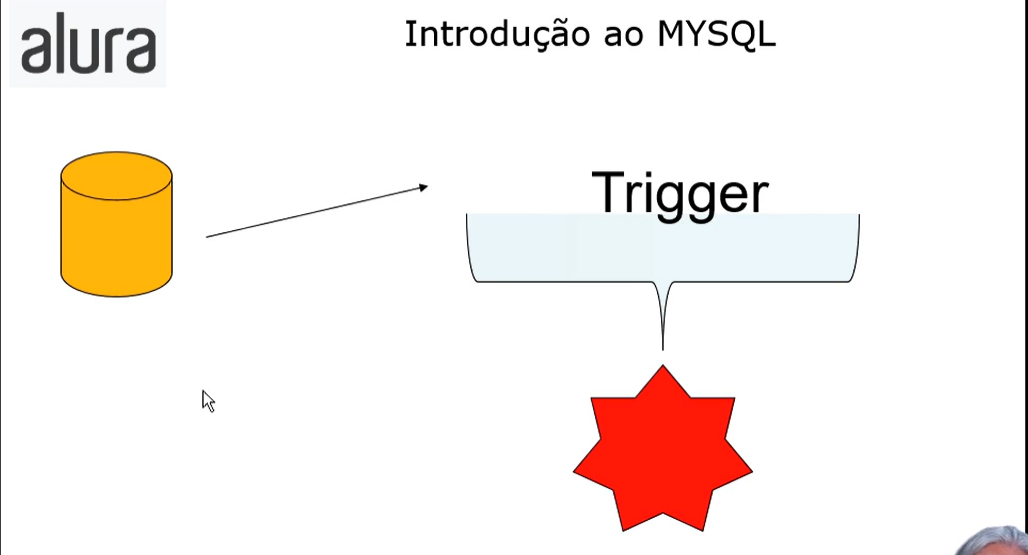 alura
Introdução ao MYSQL
Trigger